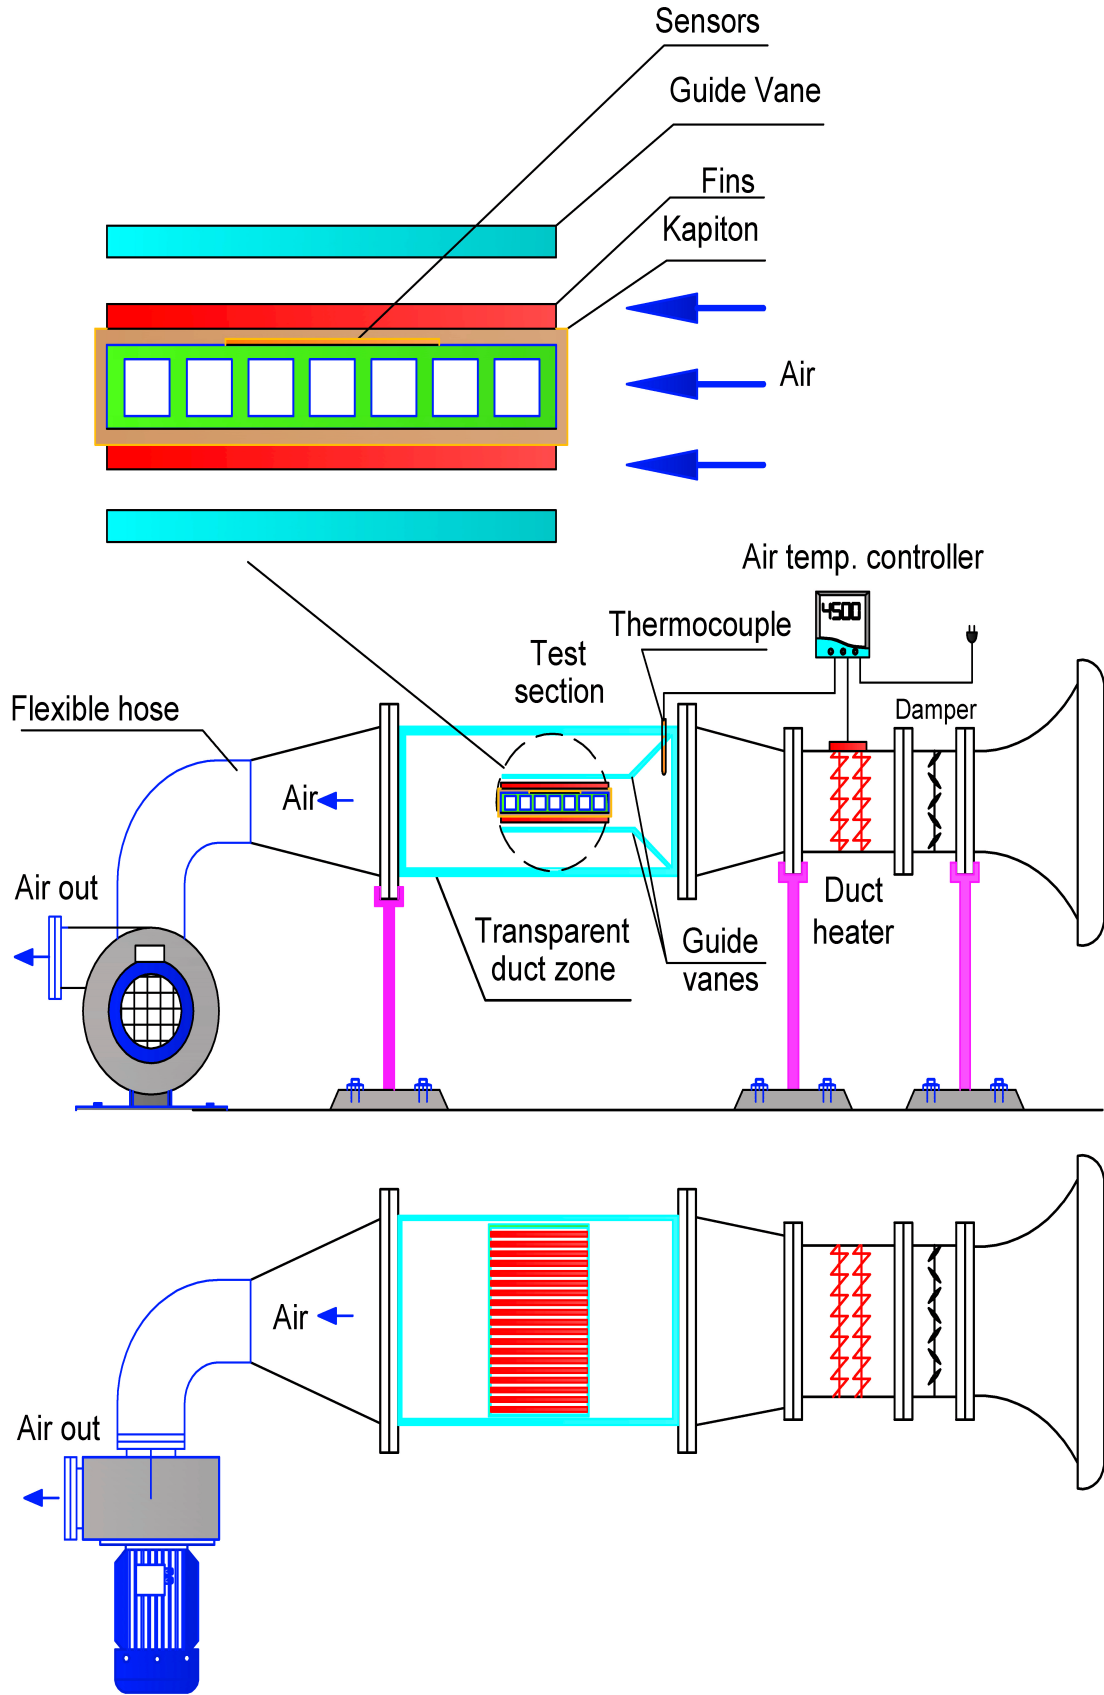 Sensors
Guide Vane
Fins
Kapiton
Air
Air temp. controller
4500
Thermocouple
Test
section
Damper
Flexible hose
Air
Air out
Duct
heater
Transparent
duct zone
Guide
vanes
Air
Air out